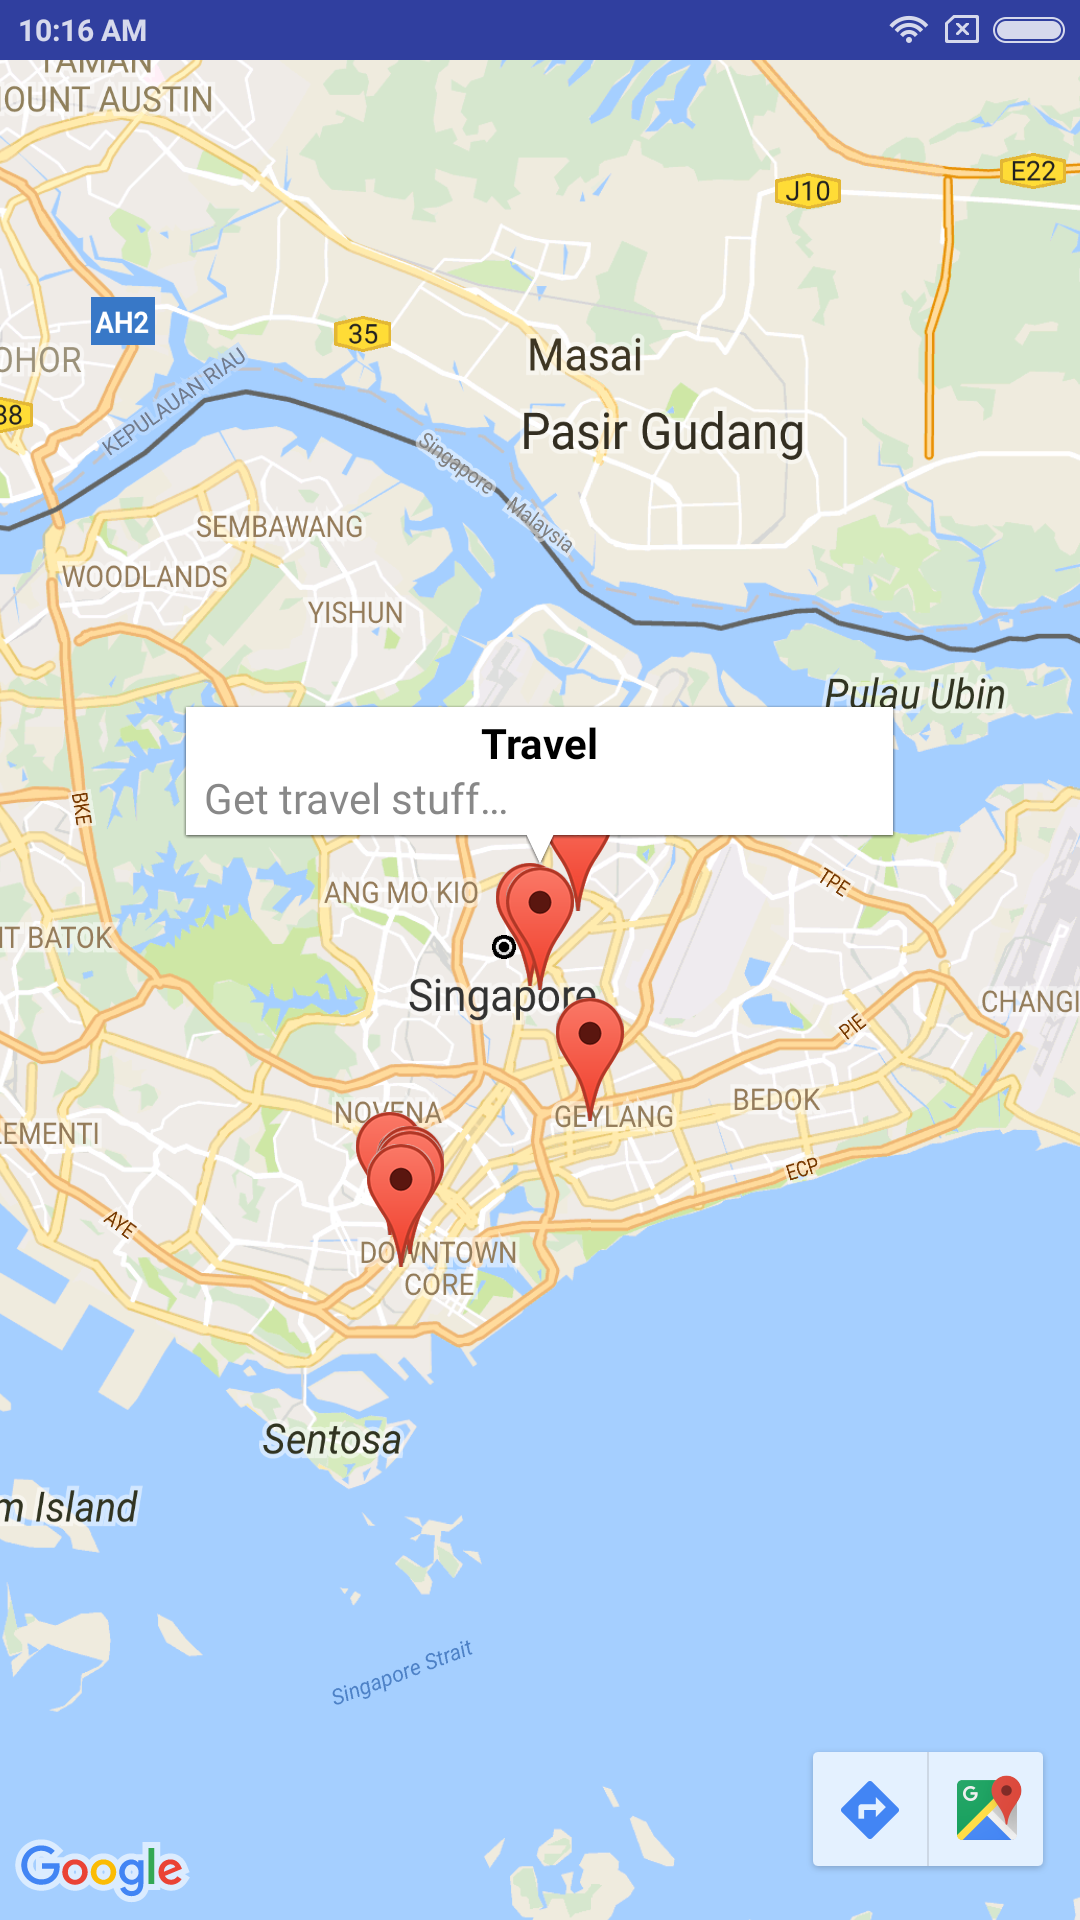 10:16 AM
TAMAN
OUNT AUSTIN
E22
J10
AH2
35
OHOR
Masai
KEPULAUAN RIAU
38
Pasir Gudang
Singapore
Malaysia
SEMBAWANG
WOODLANDS
YISHUN
Pulau Ubin
Travel
Get travel stuff...
BKE
TPE
ANG MO KIO
IT BATOK
Singapore
CHANGI
PIE
BEDOK
NOVENA
GEYLANG
LEMENTI
ECP
AYE
DOWNTOWN
CORE
Sentosa
m Island
Singapore Strait
G
Google